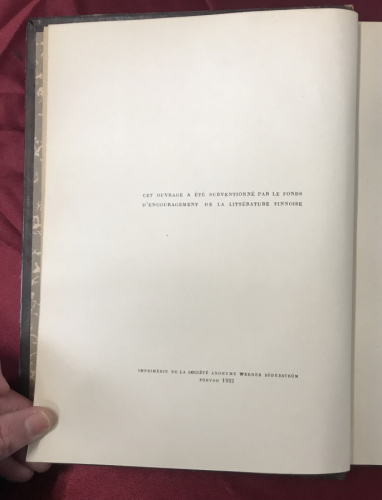 CET OUVRAGE A ÉTÉ SUBVENTIONNÉ PAR LE FONDS
D'ENCOURAGEMENT DE LA LITTÉRATURE FINNOISE
IMPRIMERIE DE LA SOCIÉTÉ ANONYME WERNER SÖDERSTRÖM
PORVOO 1932